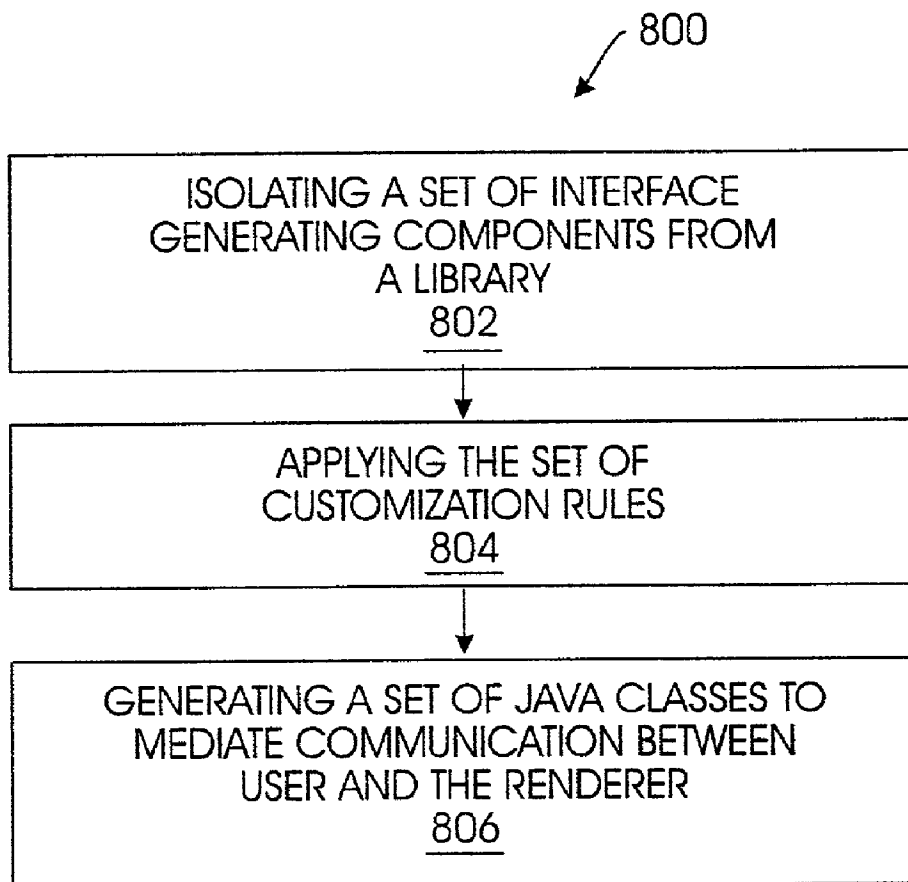 800
ISOLATING A SET OF INTERFACE
GENERATING COMPONENTS FROM
A LIBRARY
802
APPLYING THE SET OF
CUSTOMIZATION RULES
804
GENERATING A SET OF JAVA CLASSES TO
MEDIATE COMMUNICATION BETWEEN
USER AND THE RENDERER
806